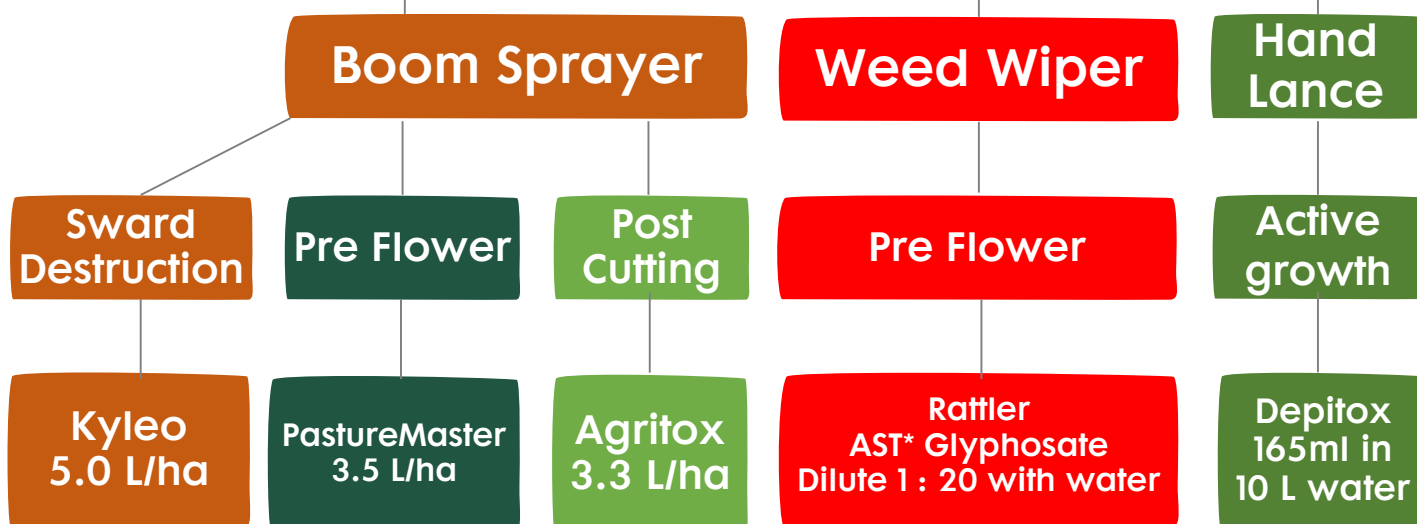 Boom Sprayer
Weed Wiper
Hand
Lance
Sward
Destruction
Pre Flower
Post
Cutting
Pre Flower
Active
growth
Kyleo
5.0 L/ha
PastureMaster
3.5 L/ha
Agritox
3.3 L/ha
Rattler
AST* Glyphosate
Dilute 1 : 20 with water
Depitox
165ml in
10 L water